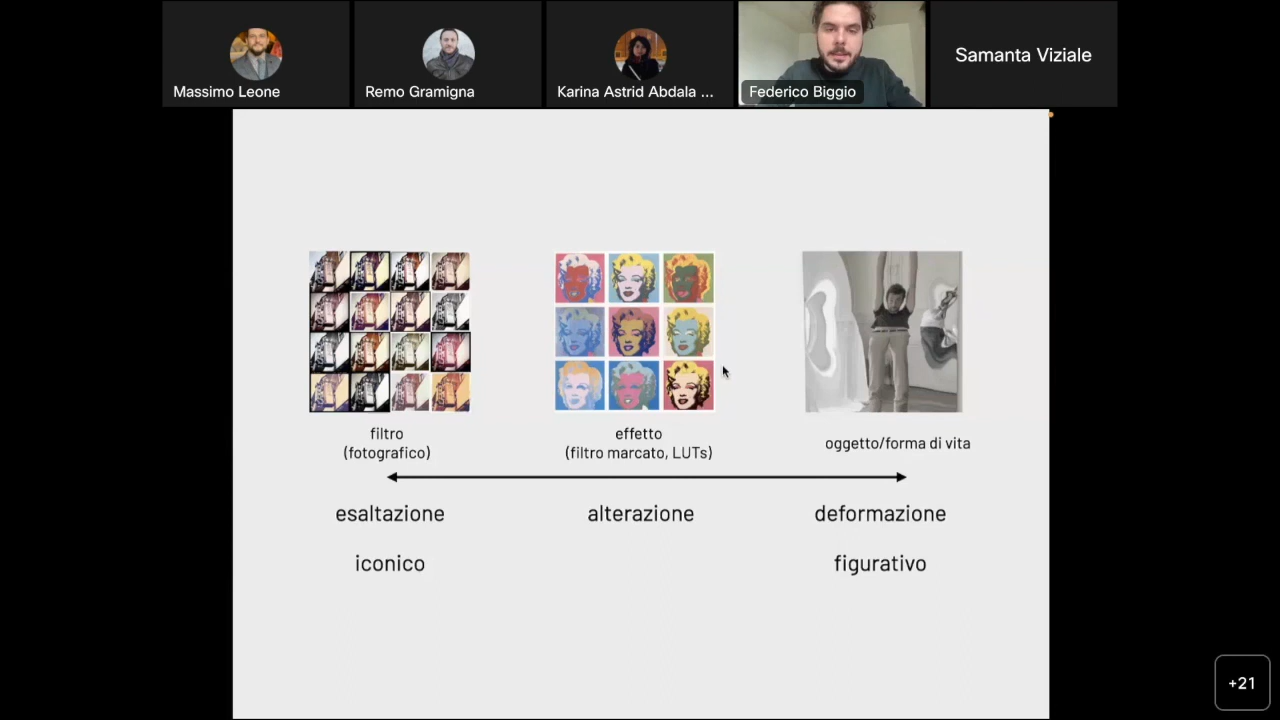 Massimo Leone
Remo Gramigna
Karina Astrid Abdala ...
Federico Biggio
Samanta Viziale
filtro
(fotografico)
effetto
(filtro marcato, LUTs)
oggetto/forma di vita
esaltazione
alterazione
deformazione
iconico
figurativo
+21